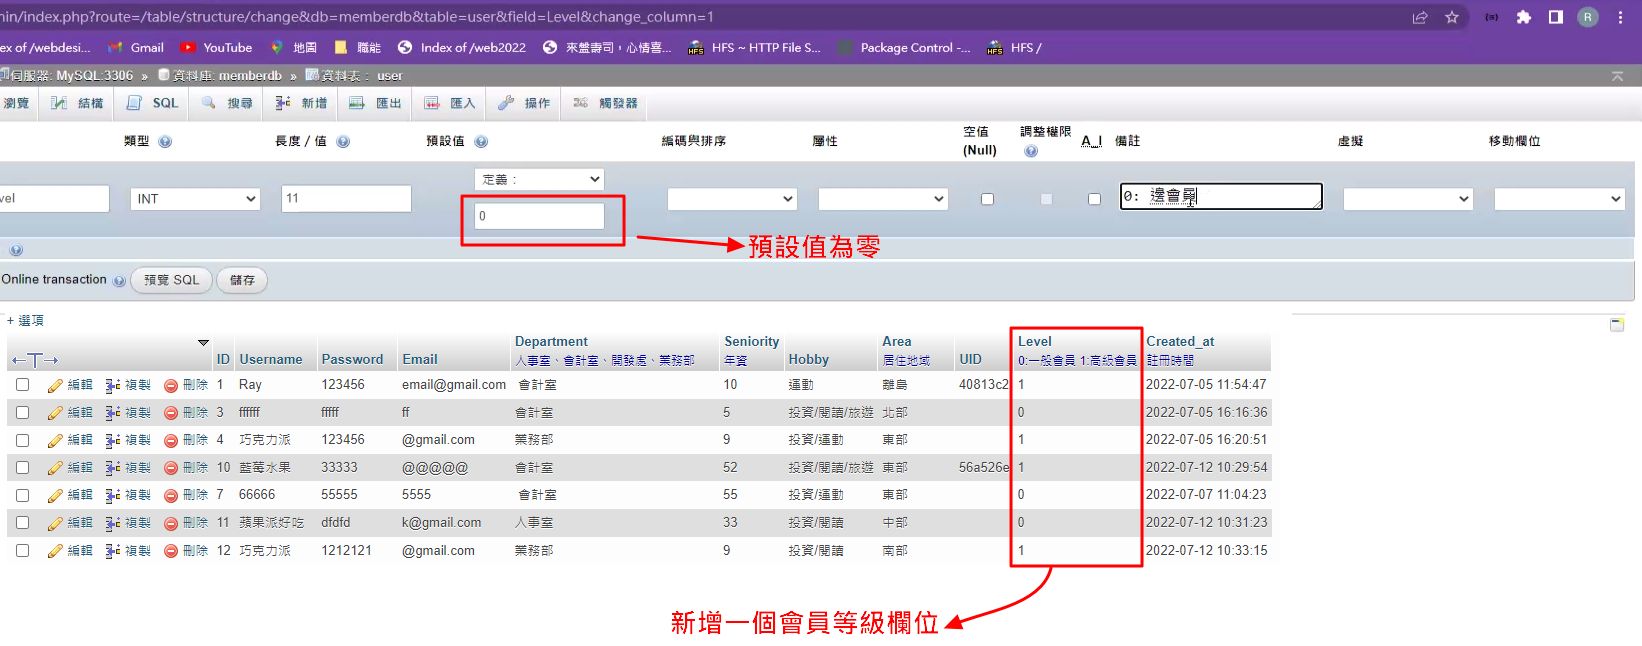 nin/index.php?route=/table/structure/change&db=memberdb&table=user&field=Level&change_column=1
ex of /webdesi... Gmail YouTube 地圖 職能 Index of /web2022 來盤壽司，心情喜... HFS ~ HTTP File S... Package Control -... HFS /
伺服器: MySQL:3306 » 資料庫: memberdb » 資料表： user
瀏覽 結構 SQL 搜尋 新增 匯出 匯入 操作 觸發器
類型 長度 / 值 預設值 編碼與排序 屬性 空值 (Null) 調整權限 A_I 備註 虛擬 移動欄位
定義：
vel INT 11 0 0: 邊會員
預設值為零
Online transaction 預覽 SQL 儲存
+ 選項
←T→ ID Username Password Email Department 人事室、會計室、開發處、業務部 Seniority 年資 Hobby Area 居住地域 UID Level 0:一般會員 1:高級會員 Created_at 註冊時間
編輯 複製 刪除 1 Ray 123456 email@gmail.com 會計室 10 運動 離島 40813c2 1 2022-07-05 11:54:47
編輯 複製 刪除 3 ffffff fffff ff 會計室 5 投資/閱讀/旅遊 北部 0 2022-07-05 16:16:36
編輯 複製 刪除 4 巧克力派 123456 @gmail.com 業務部 9 投資/運動 東部 1 2022-07-05 16:20:51
編輯 複製 刪除 10 藍莓水果 33333 @@@@@ 會計室 52 投資/閱讀/旅遊 東部 56a526e 1 2022-07-12 10:29:54
編輯 複製 刪除 7 66666 55555 5555 會計室 55 投資/運動 東部 0 2022-07-07 11:04:23
編輯 複製 刪除 11 蘋果派好吃 dfdfd k@gmail.com 人事室 33 投資/閱讀 中部 0 2022-07-12 10:31:23
編輯 複製 刪除 12 巧克力派 1212121 @gmail.com 業務部 9 投資/閱讀 南部 1 2022-07-12 10:33:15
新增一個會員等級欄位